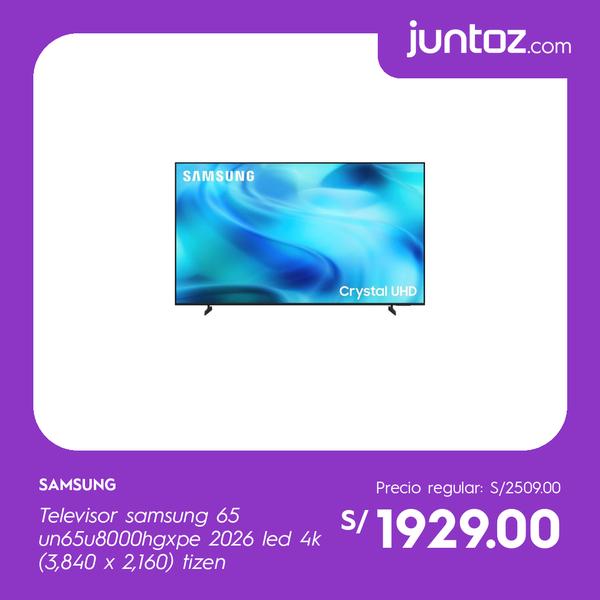 juntoz.com
SAMSUNG
Crystal UHD
SAMSUNG
Televisor samsung 65
un65u8000hgxpe 2026 led 4k
(3,840 x 2,160) tizen
Precio regular: S/2509.00
S/ 1929.00